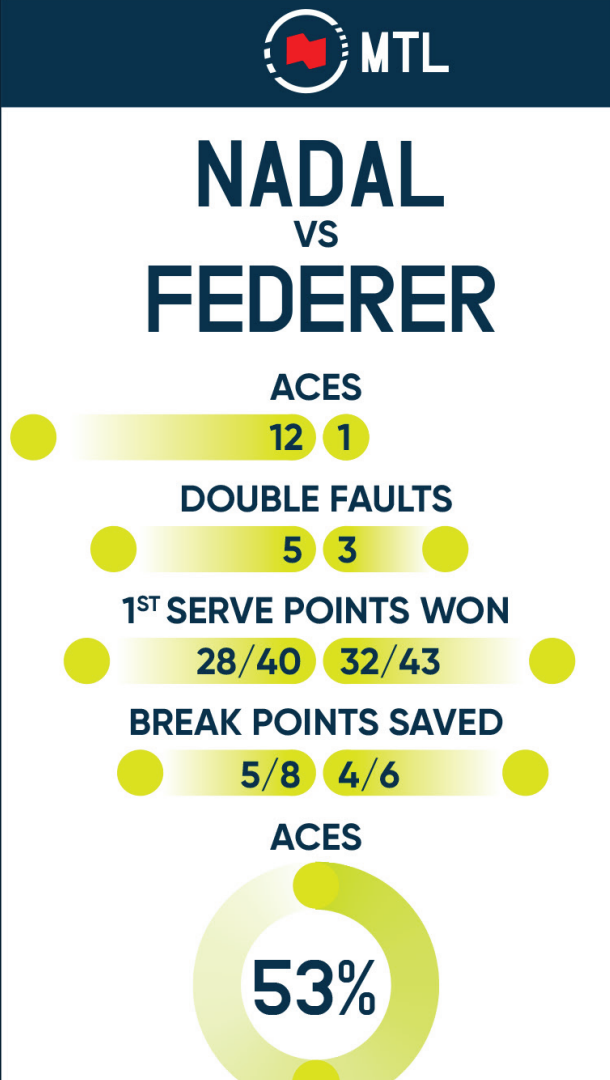 MTL
NADAL
VS
FEDERER
ACES
12 1
DOUBLE FAULTS
5 3
1ST SERVE POINTS WON
28/40 32/43
BREAK POINTS SAVED
5/8 4/6
ACES
53%